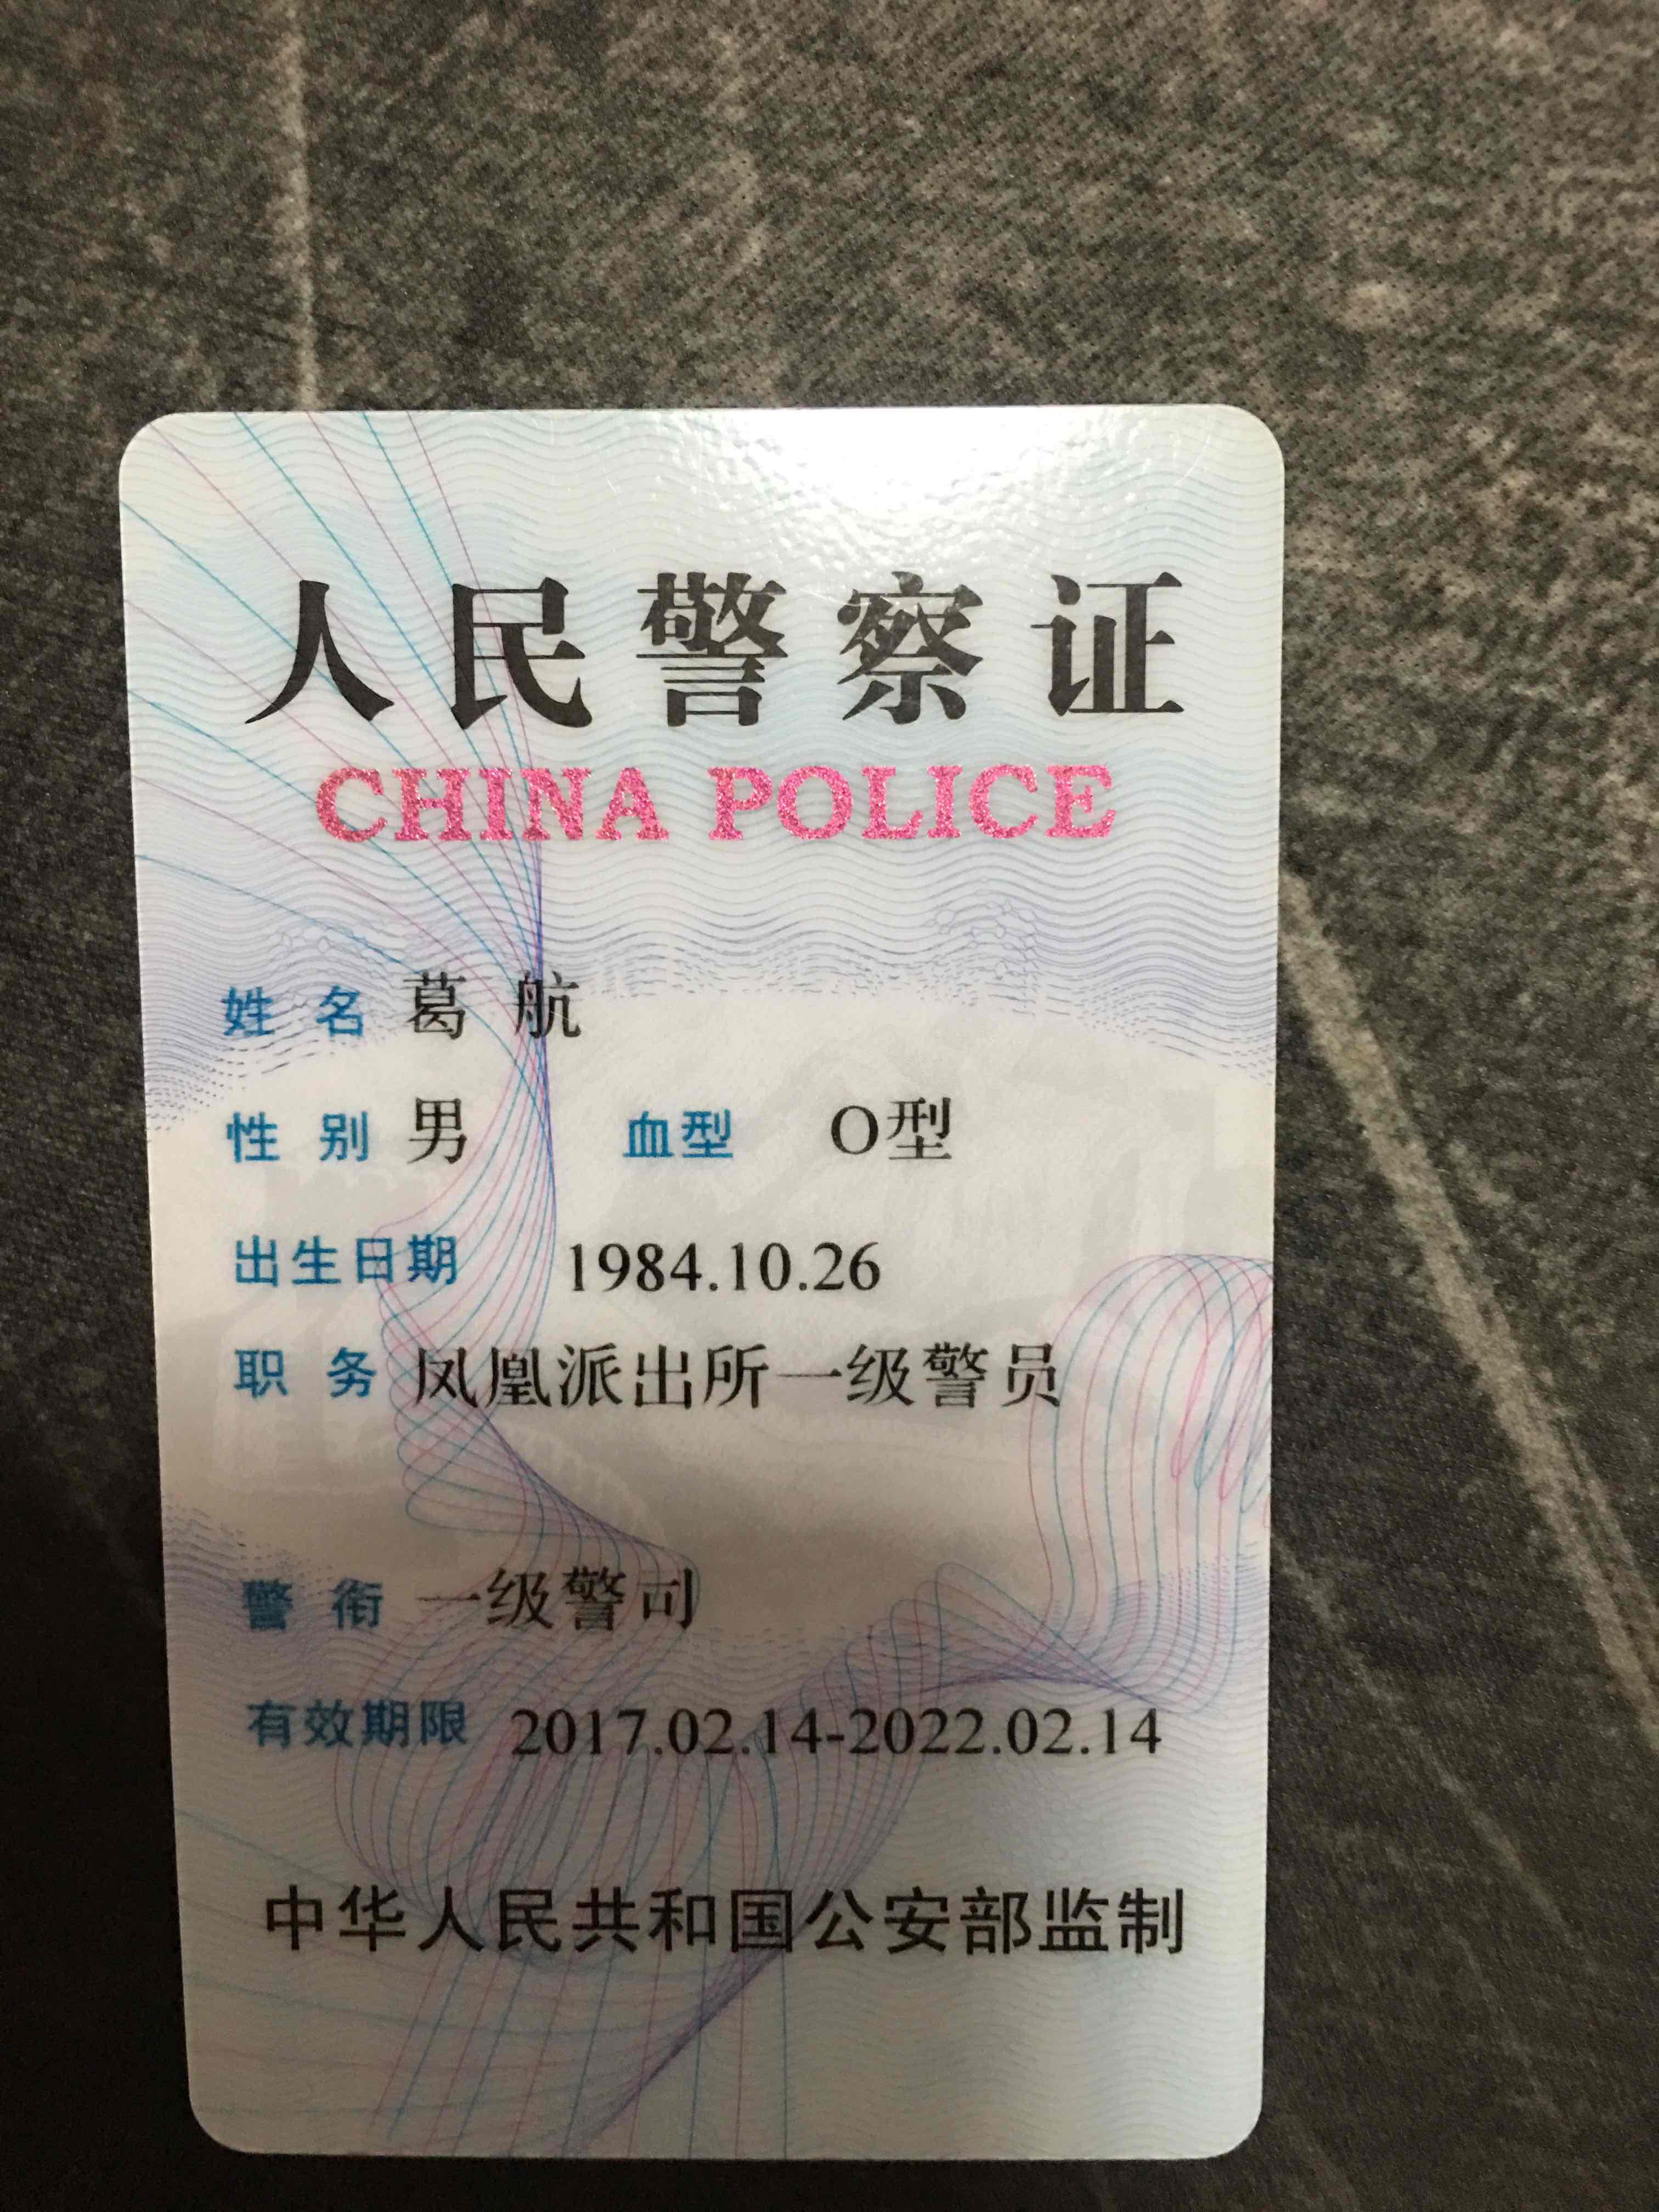 人民警察证
CHINA POLICE
姓 名 葛 航
性 别 男 血型 O型
出生日期 1984.10.26
职 务 凤凰派出所一级警员
警 衔 一级警司
有效期限 2017.02.14-2022.02.14
中华人民共和国公安部监制